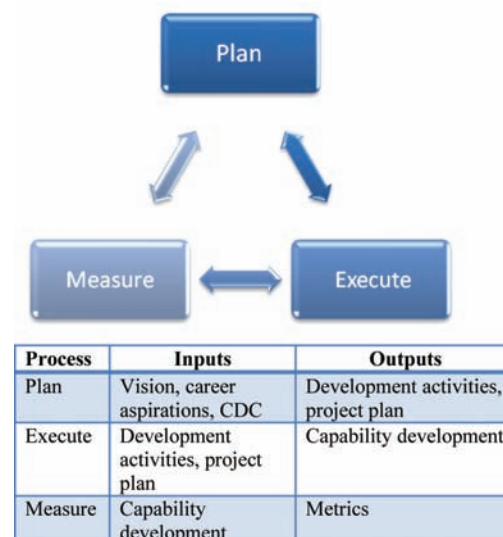 Plan
Measure
Execute
Process Inputs Outputs
Plan Vision, career Development activities,
aspirations, CDC project plan
Execute Development Capability development
activities, project
plan
Measure Capability Metrics
development